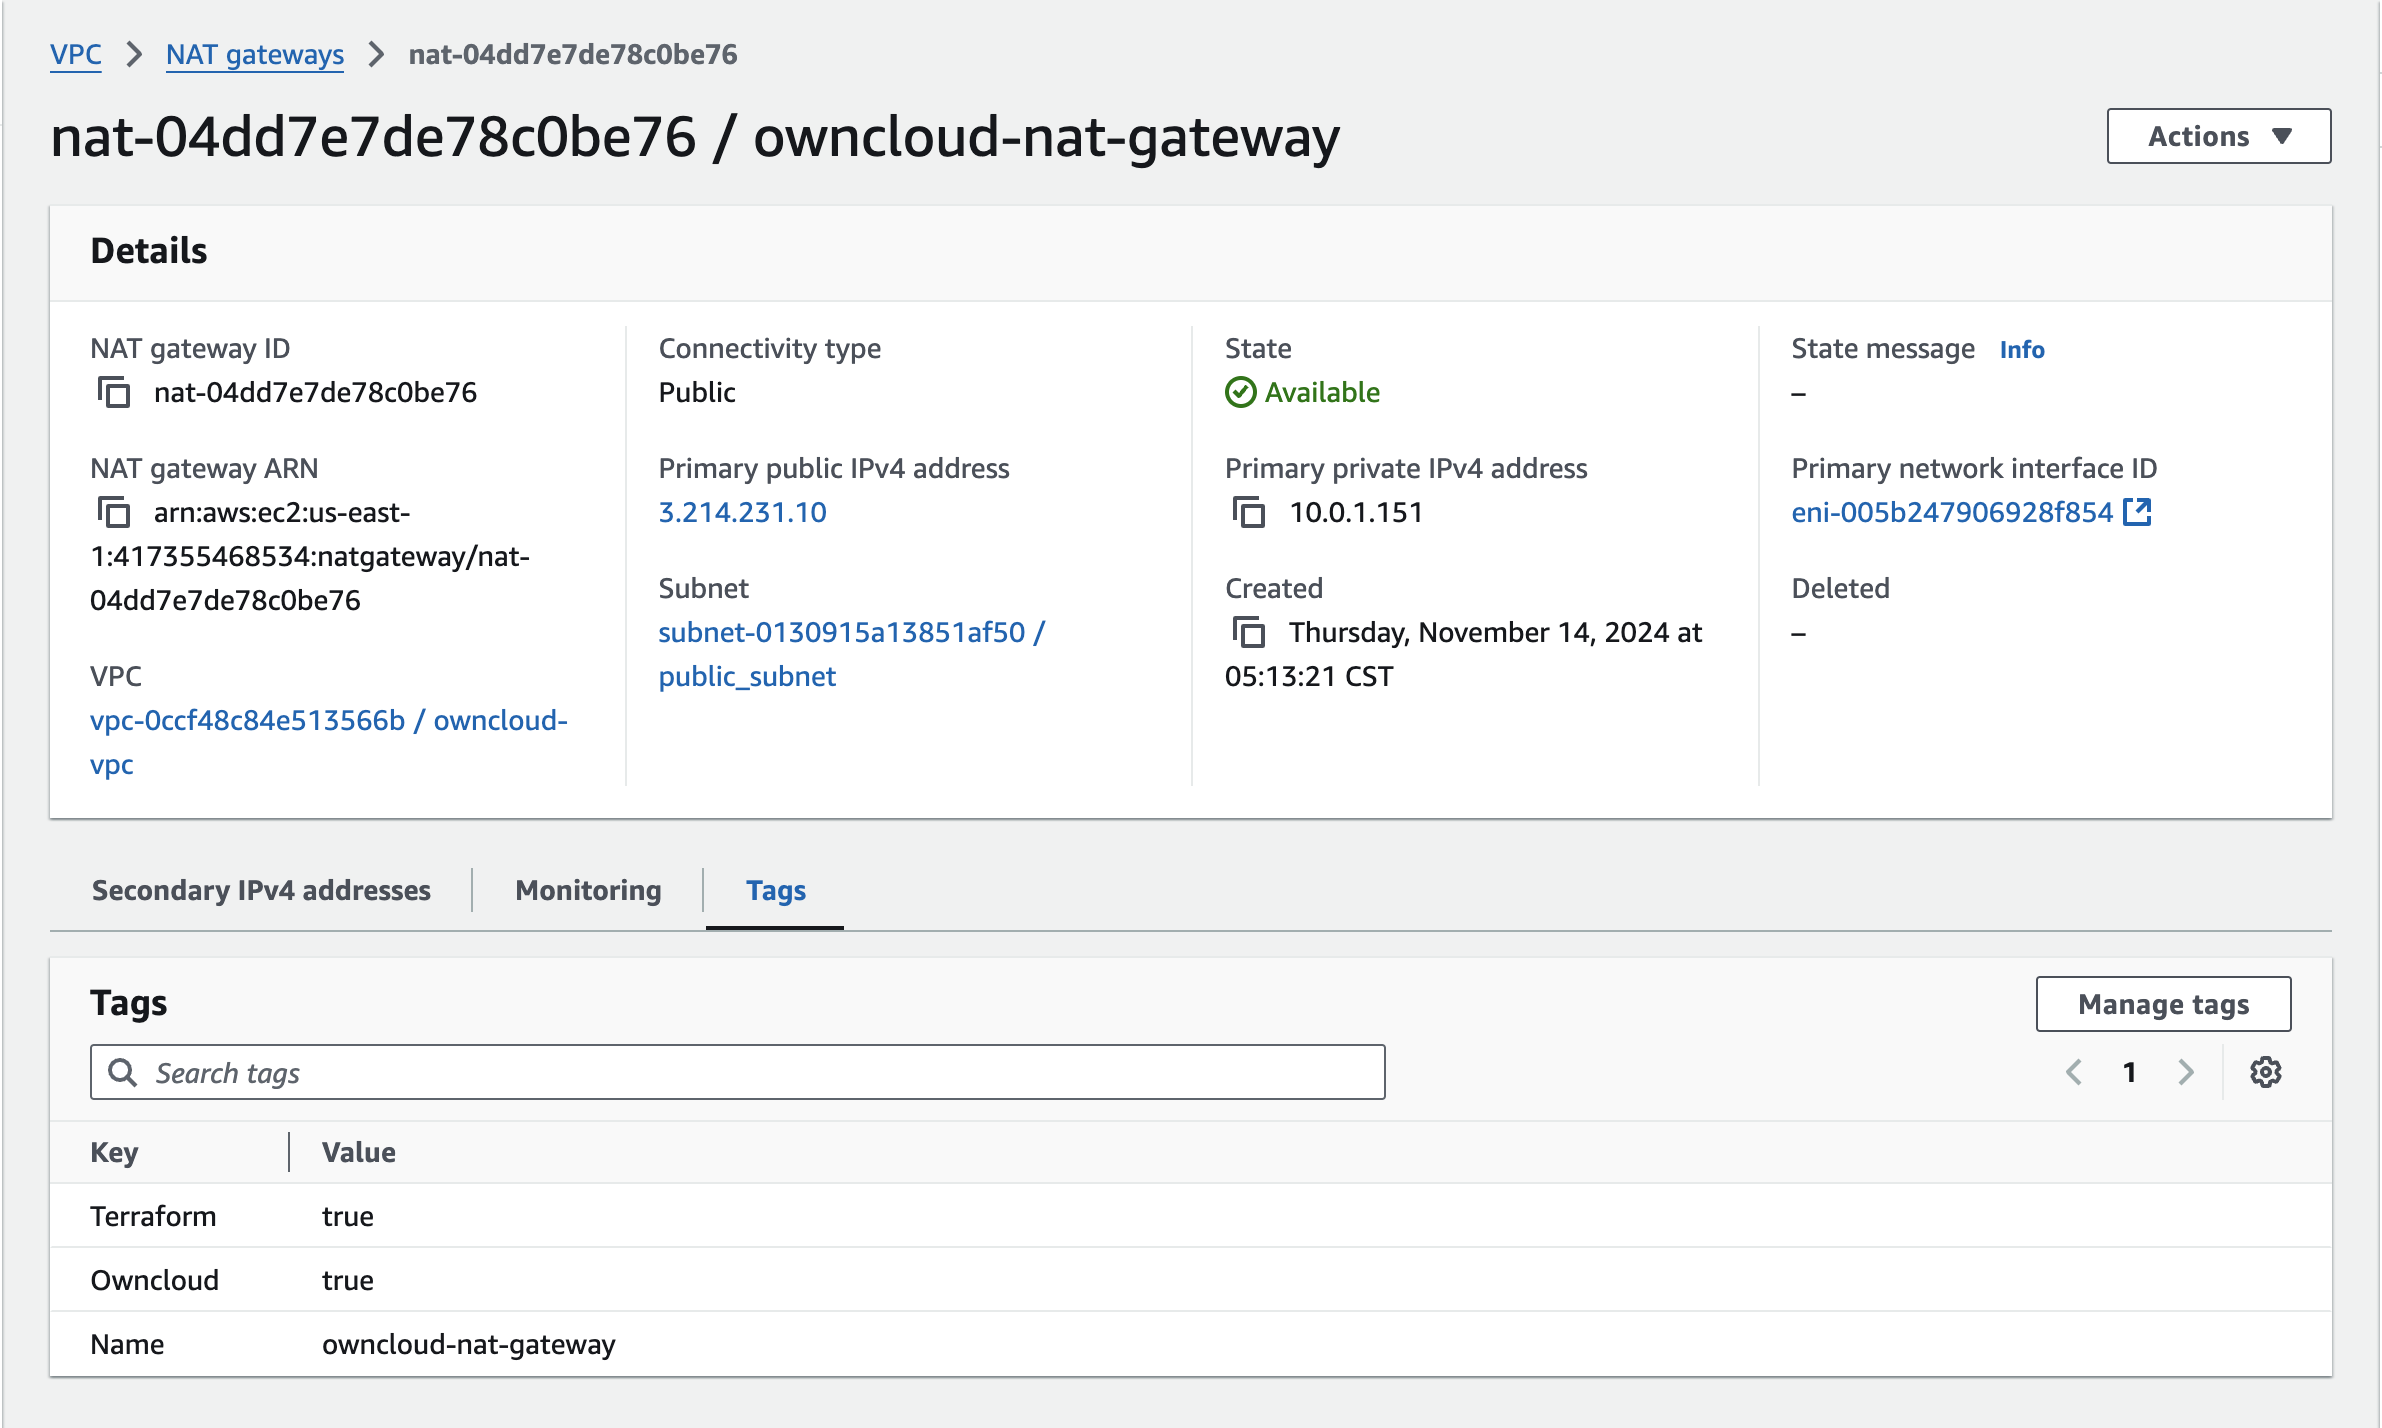 VPC > NAT gateways > nat-04dd7e7de78c0be76
nat-04dd7e7de78c0be76 / owncloud-nat-gateway
Actions
Details
NAT gateway ID
nat-04dd7e7de78c0be76
NAT gateway ARN
arn:aws:ec2:us-east-
1:417355468534:natgateway/nat-
04dd7e7de78c0be76
VPC
vpc-0ccf48c84e513566b / owncloud-
vpc
Connectivity type
Public
Primary public IPv4 address
3.214.231.10
Subnet
subnet-0130915a13851af50 /
public_subnet
State
Available
Primary private IPv4 address
10.0.1.151
Created
Thursday, November 14, 2024 at
05:13:21 CST
State message Info
–
Primary network interface ID
eni-005b247906928f854
Deleted
–
Secondary IPv4 addresses
Monitoring
Tags
Tags
Manage tags
Search tags
1
Key Value
Terraform true
Owncloud true
Name owncloud-nat-gateway